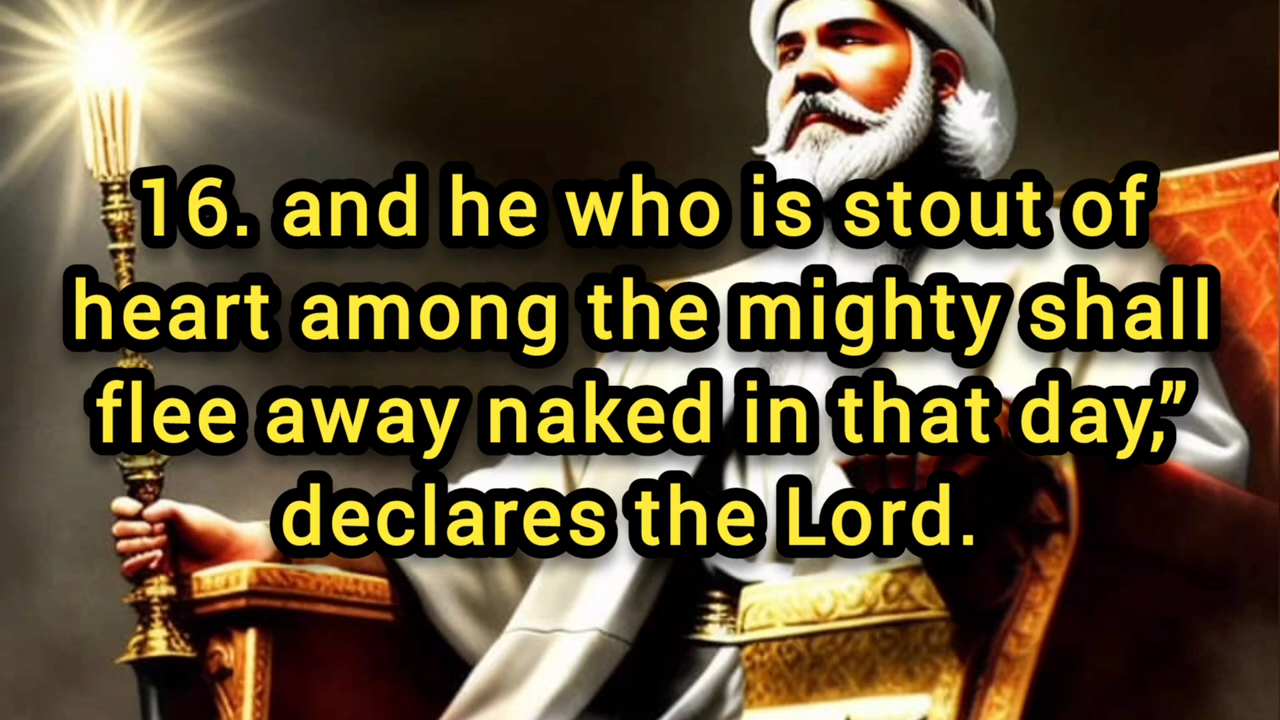 16. and he who is stout of
heart among the mighty shall
flee away naked in that day,”
declares the Lord.